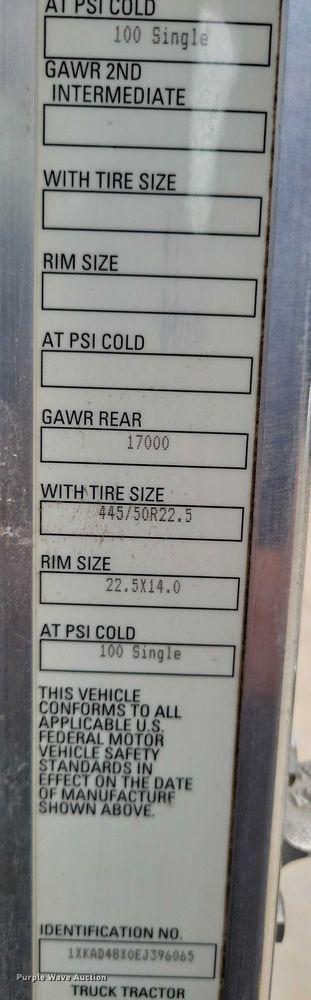 AT PSI COLD
100 Single
GAWR 2ND
INTERMEDIATE
WITH TIRE SIZE
RIM SIZE
AT PSI COLD
GAWR REAR
17000
WITH TIRE SIZE
445/50R22.5
RIM SIZE
22.5X14.0
AT PSI COLD
100 Single
THIS VEHICLE
CONFORMS TO ALL
APPLICABLE U.S.
FEDERAL MOTOR
VEHICLE SAFETY
STANDARDS IN
EFFECT ON THE DATE
OF MANUFACTURE
SHOWN ABOVE.
IDENTIFICATION NO.
1XKAD48X0EJ396065
Purple Wave Auction
TRUCK TRACTOR